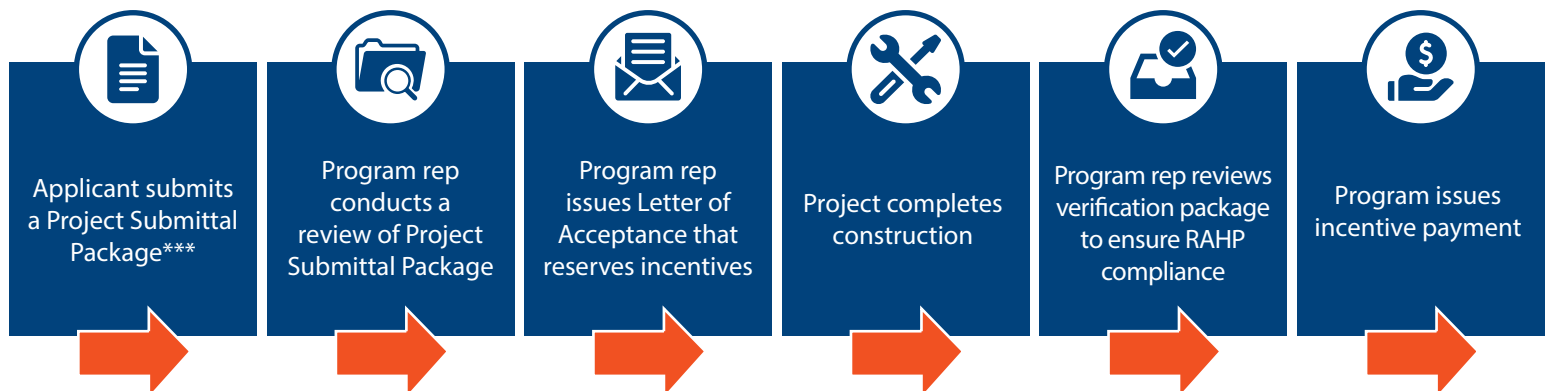 Applicant submits
a Project Submittal
Package***
Program rep
conducts a
review of Project
Submittal Package
Program rep
issues Letter of
Acceptance that
reserves incentives
Project completes
construction
Program rep reviews
verification package
to ensure RAHP
compliance
$
Program issues
incentive payment